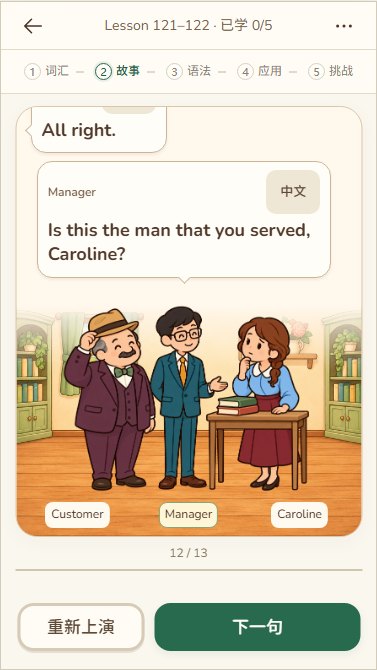 Lesson 121–122 · 已学 0/5
1 词汇 — 2 故事 — 3 语法 — 4 应用 — 5 挑战
All right.
Manager
中文
Is this the man that you served,
Caroline?
Customer
Manager
Caroline
12 / 13
重新上演
下一句